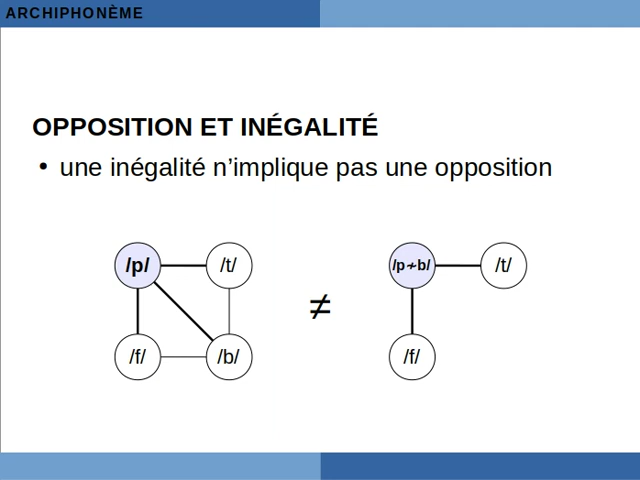 ARCHIPHONÈME
OPPOSITION ET INÉGALITÉ
• une inégalité n’implique pas une opposition
/p/ /t/ /p≁b/ /t/
≠
/f/ /b/ /f/